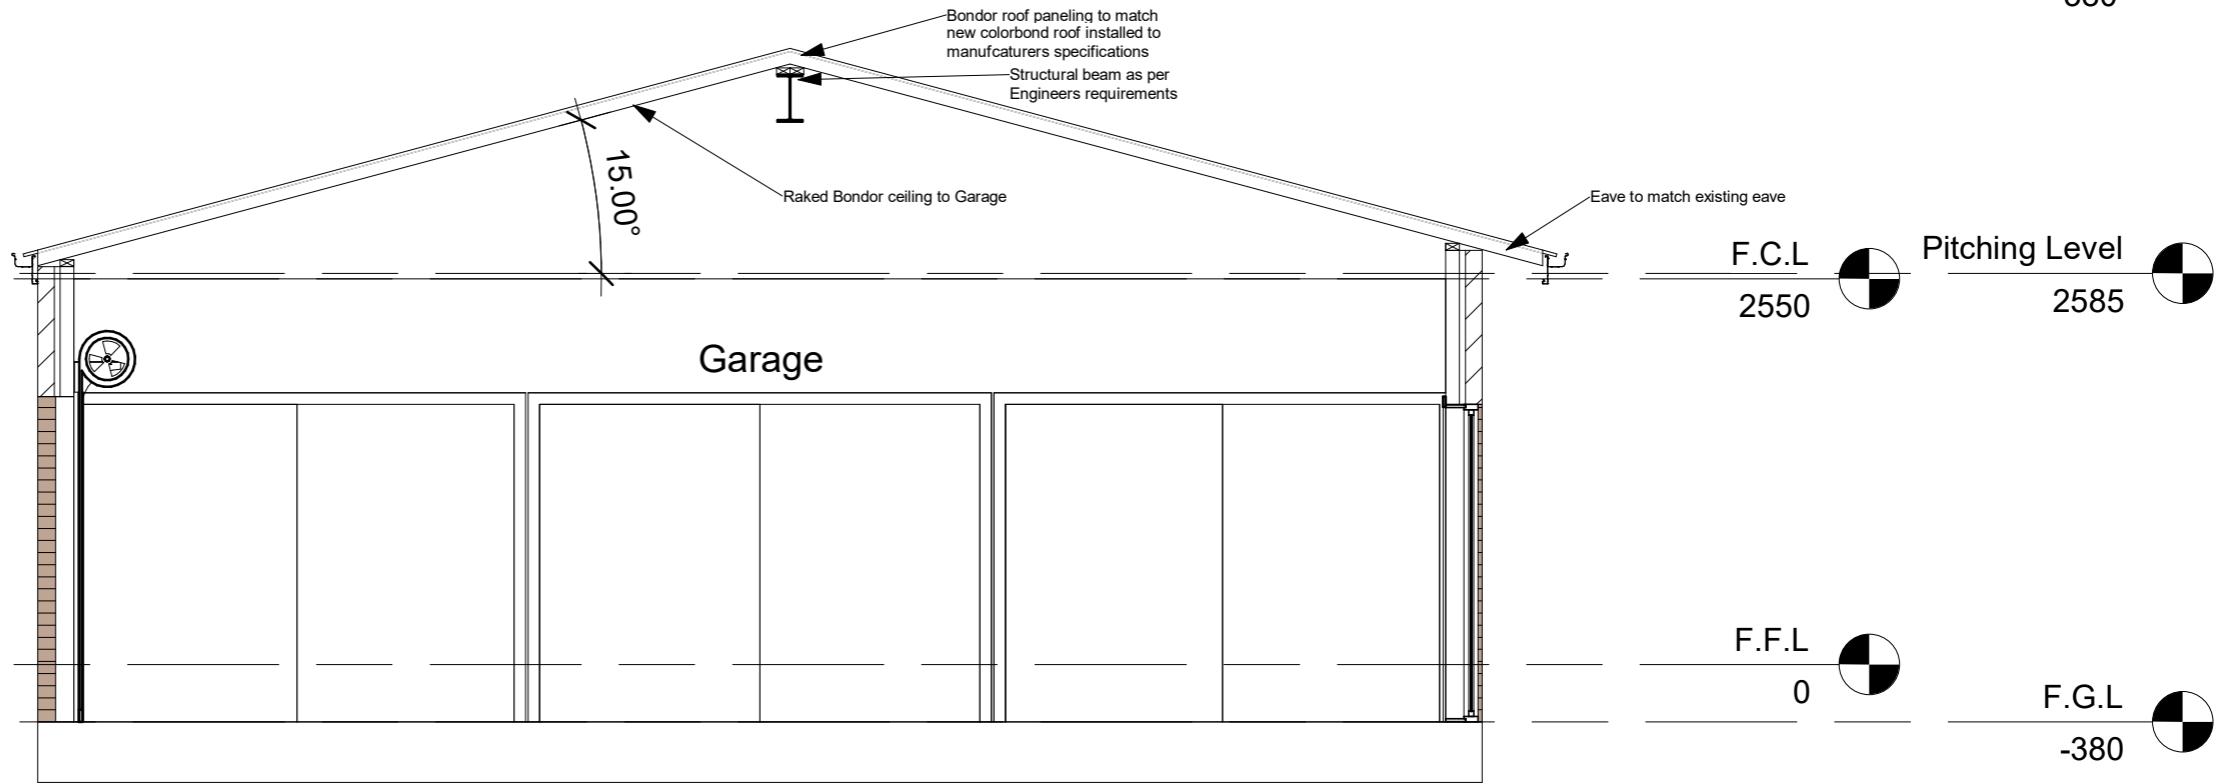 Bondor roof paneling to match
new colorbond roof installed to
manufcaturers specifications
Structural beam as per
Engineers requirements
15.00°
Raked Bondor ceiling to Garage
Eave to match existing eave
F.C.L
2550
Pitching Level
2585
Garage
F.F.L
0
F.G.L
-380